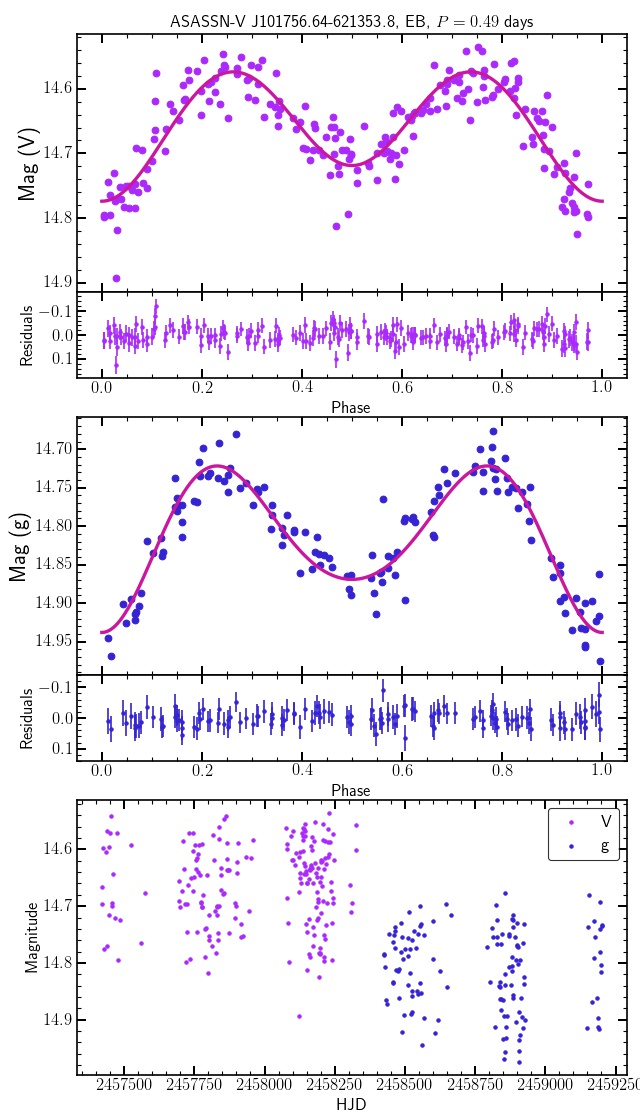 ASASSN-V J101756.64-621353.8, EB, P = 0.49 days
Mag (V)
14.6
14.7
14.8
14.9
Residuals
−0.1
0.0
0.1
0.0 0.2 0.4 0.6 0.8 1.0
Phase
Mag (g)
14.70
14.75
14.80
14.85
14.90
14.95
Residuals
−0.1
0.0
0.1
0.0 0.2 0.4 0.6 0.8 1.0
Phase
V
g
Magnitude
14.6
14.7
14.8
14.9
2457500 2457750 2458000 2458250 2458500 2458750 2459000 245925
HJD